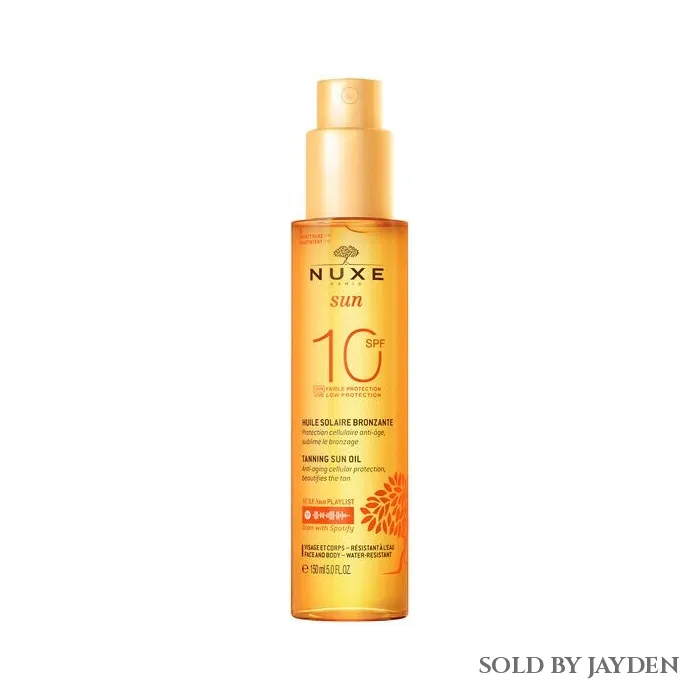 NUXE
PARIS
sun
10 SPF
FAIBLE PROTECTION
LOW PROTECTION
HUILE SOLAIRE BRONZANTE
Protection cellulaire anti-âge,
sublime le bronzage
TANNING SUN OIL
Anti-aging cellular protection,
beautifies the tan
PLAYLIST
Scan with Spotify
VISAGE ET CORPS – RÉSISTANT À L'EAU
FACE AND BODY – WATER-RESISTANT
e 150 ml 5.0 FL.OZ.
SOLD BY JAYDEN